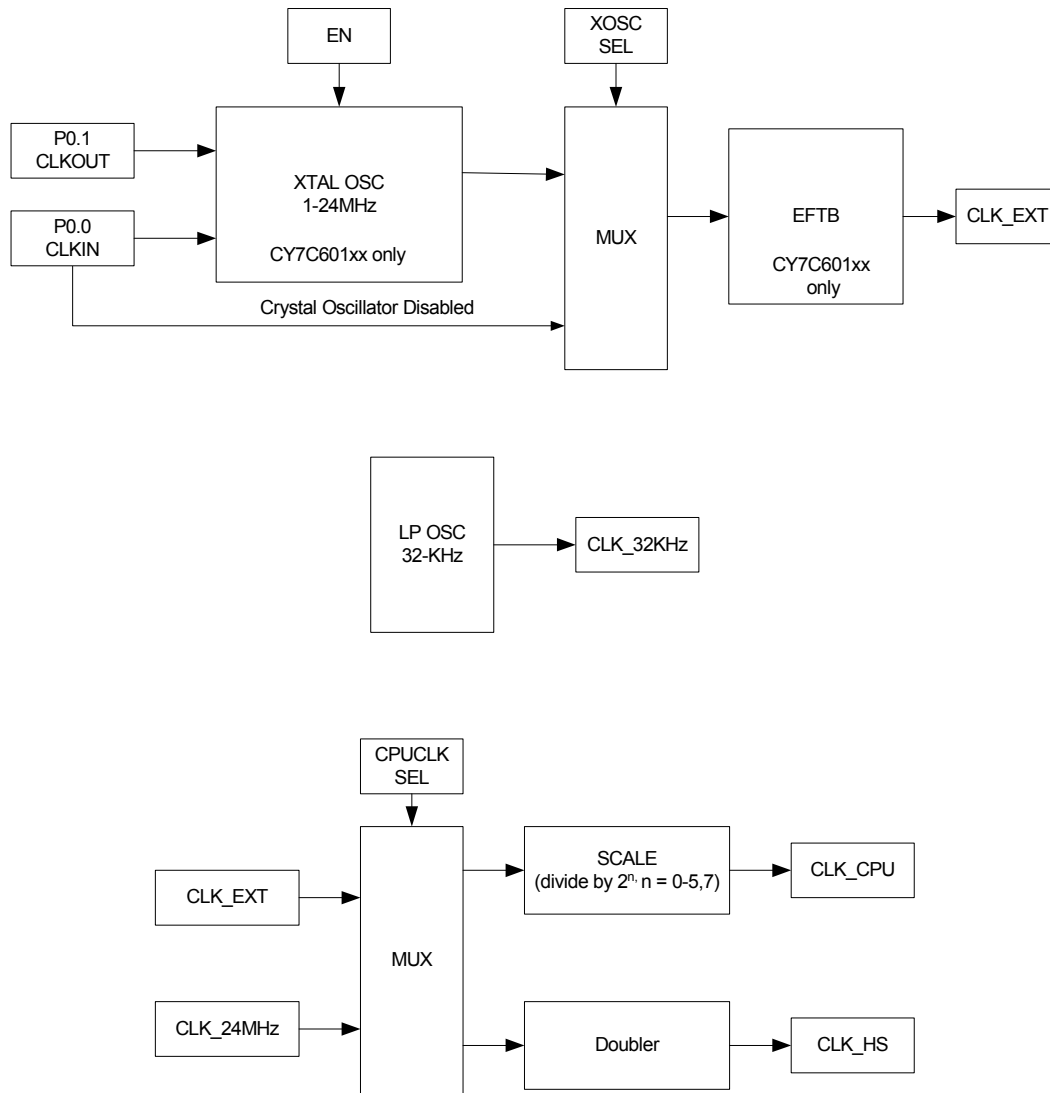 EN
XOSC
SEL
P0.1
CLKOUT
P0.0
CLKIN
XTAL OSC
1-24MHz
CY7C601xx only
MUX
EFTB
CY7C601xx
only
CLK_EXT
Crystal Oscillator Disabled
LP OSC
32-KHz
CLK_32KHz
CPUCLK
SEL
CLK_EXT
MUX
SCALE
(divide by 2ⁿ, n = 0-5,7)
CLK_CPU
CLK_24MHz
Doubler
CLK_HS